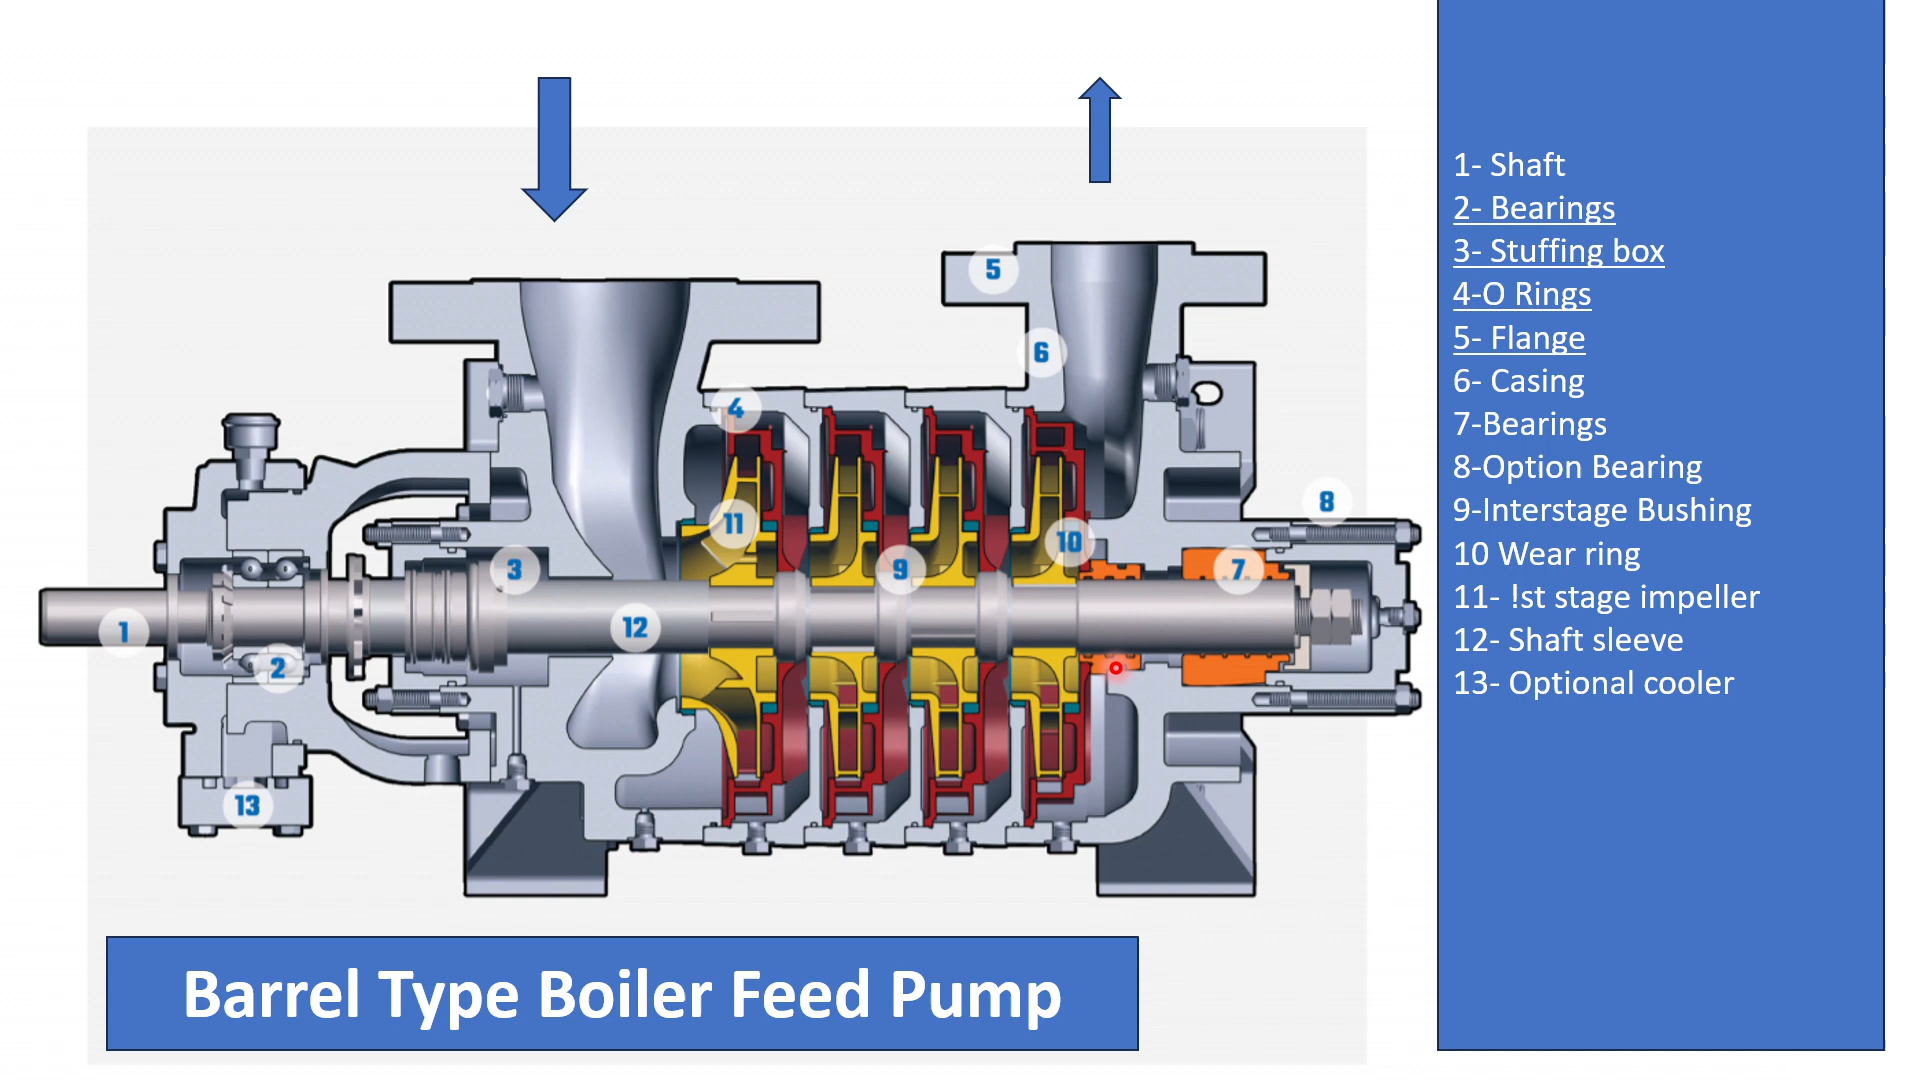 1- Shaft
2- Bearings
3- Stuffing box
4-O Rings
5- Flange
6- Casing
7-Bearings
8-Option Bearing
9-Interstage Bushing
10 Wear ring
11- !st stage impeller
12- Shaft sleeve
13- Optional cooler
5
6
4
8
11
10
3
9
7
1
12
2
13
Barrel Type Boiler Feed Pump